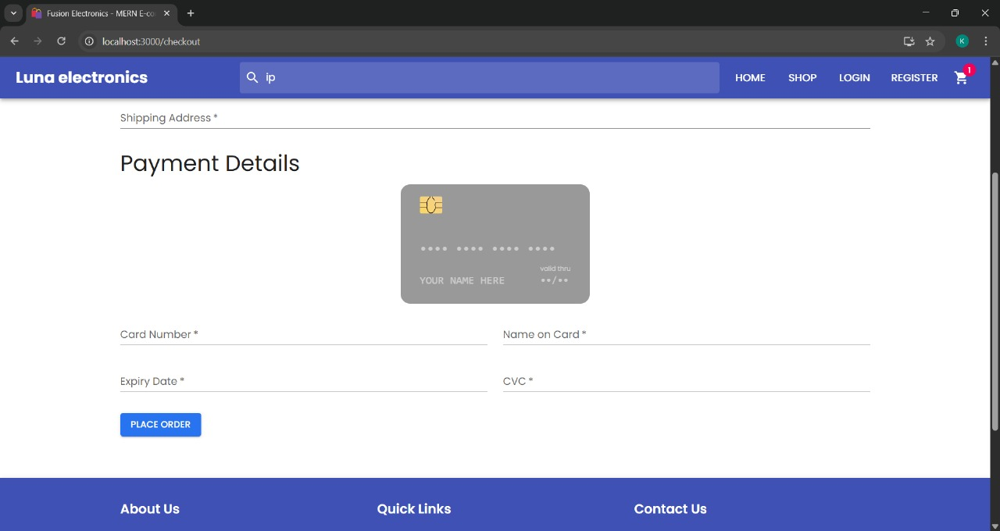 Fusion Electronics - MERN E-co
localhost:3000/checkout
K
Luna electronics
ip
HOME
SHOP
LOGIN
REGISTER
1
Shipping Address *
Payment Details
•••• •••• •••• ••••
valid thru
YOUR NAME HERE
••/••
Card Number *
Name on Card *
Expiry Date *
CVC *
PLACE ORDER
About Us
Quick Links
Contact Us